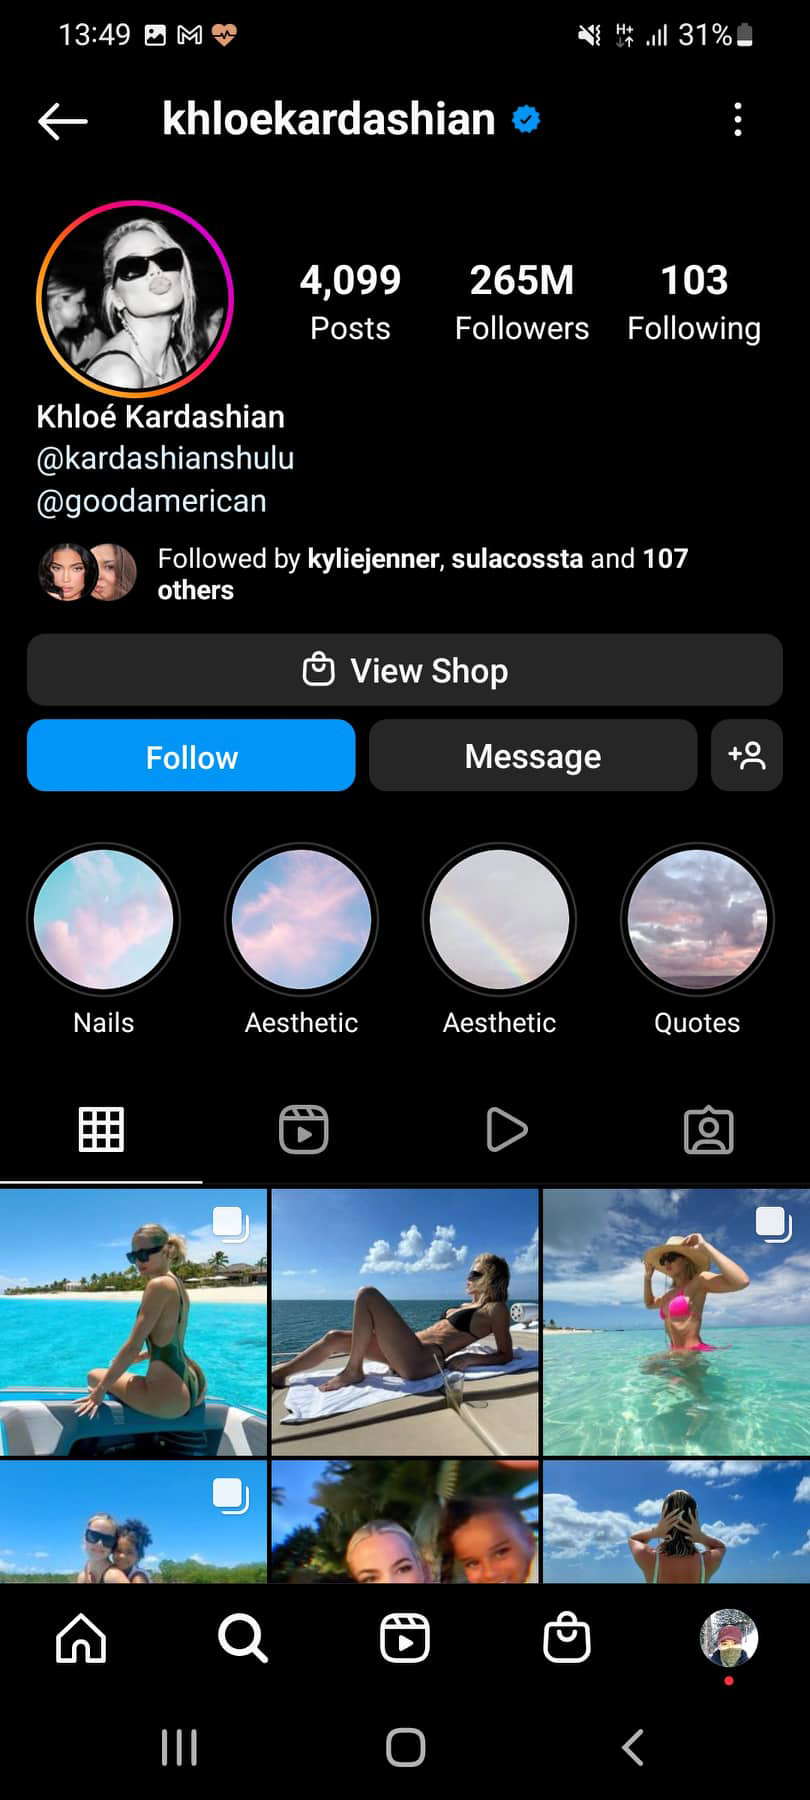 13:49
H+
31%
khloekardashian
4,099
265M
103
Posts
Followers
Following
Khloé Kardashian
@kardashianshulu
@goodamerican
Followed by kyliejenner, sulacossta and 107
others
View Shop
Follow
Message
Nails
Aesthetic
Aesthetic
Quotes